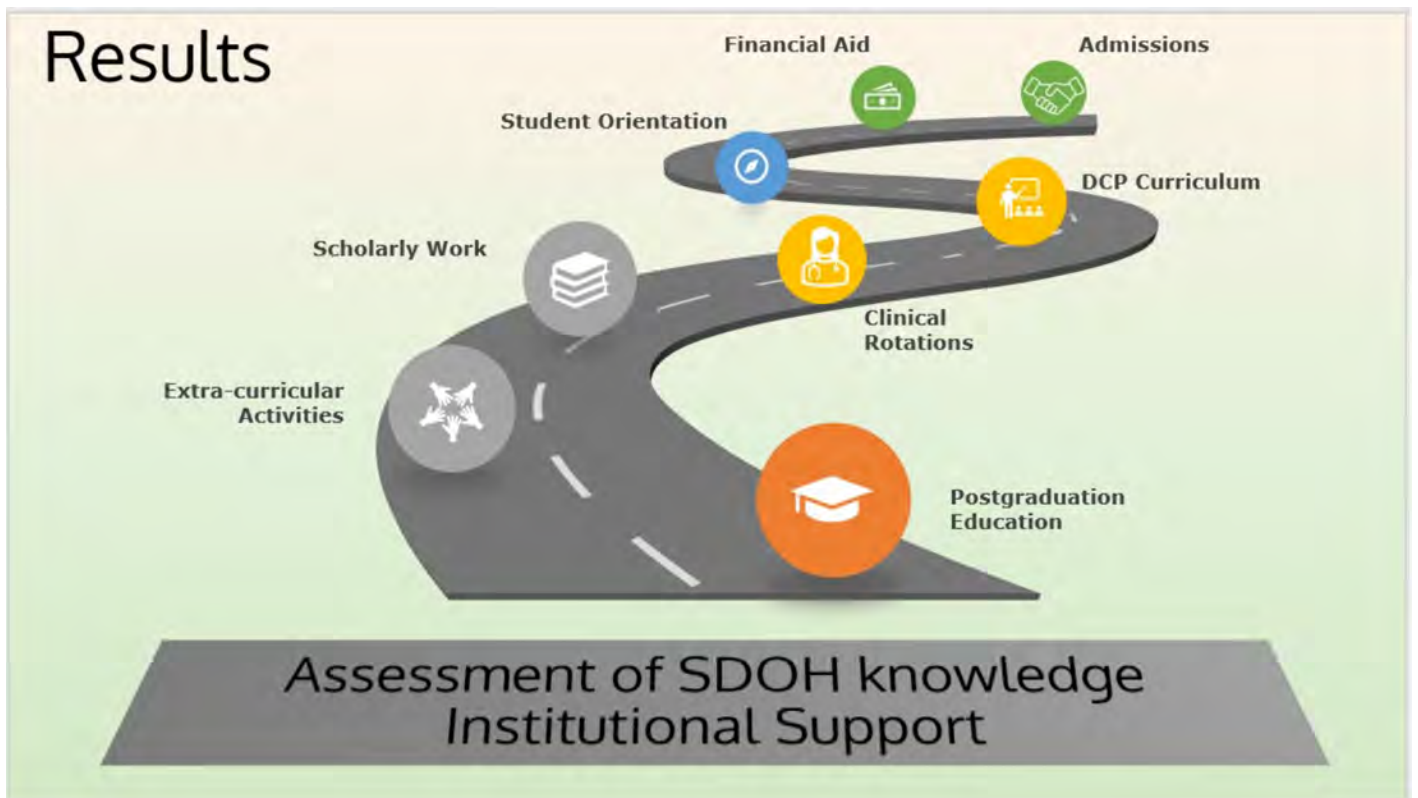 Results
Financial Aid
Admissions
Student Orientation
DCP Curriculum
Scholarly Work
Clinical
Rotations
Extra-curricular
Activities
Postgraduation
Education
Assessment of SDOH knowledge
Institutional Support